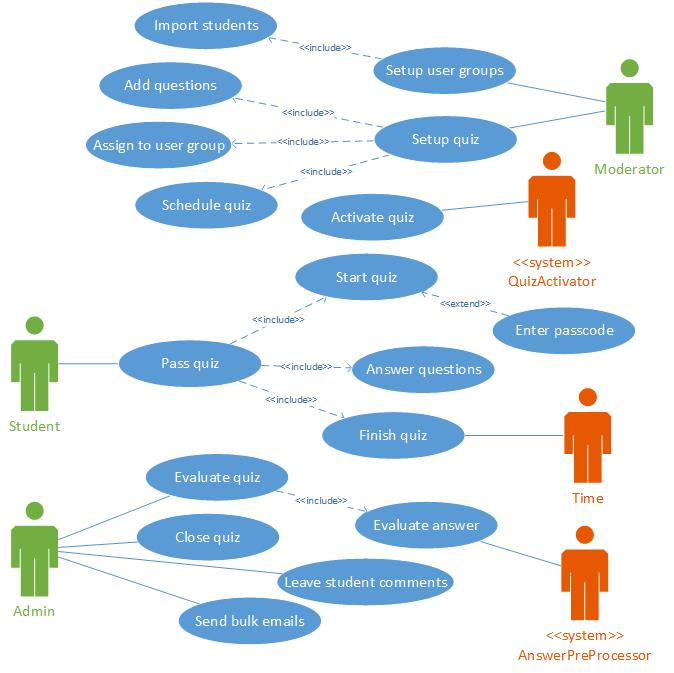 Import students
<<include>>
Setup user groups
Add questions
<<include>>
Assign to user group
<<include>>
Setup quiz
Moderator
<<include>>
Schedule quiz
Activate quiz
<<system>>
QuizActivator
Start quiz
<<extend>>
<<include>>
Enter passcode
Pass quiz
<<include>>
Answer questions
<<include>>
Student
Finish quiz
Time
Evaluate quiz
<<include>>
Evaluate answer
Close quiz
Leave student comments
Admin
Send bulk emails
<<system>>
AnswerPreProcessor